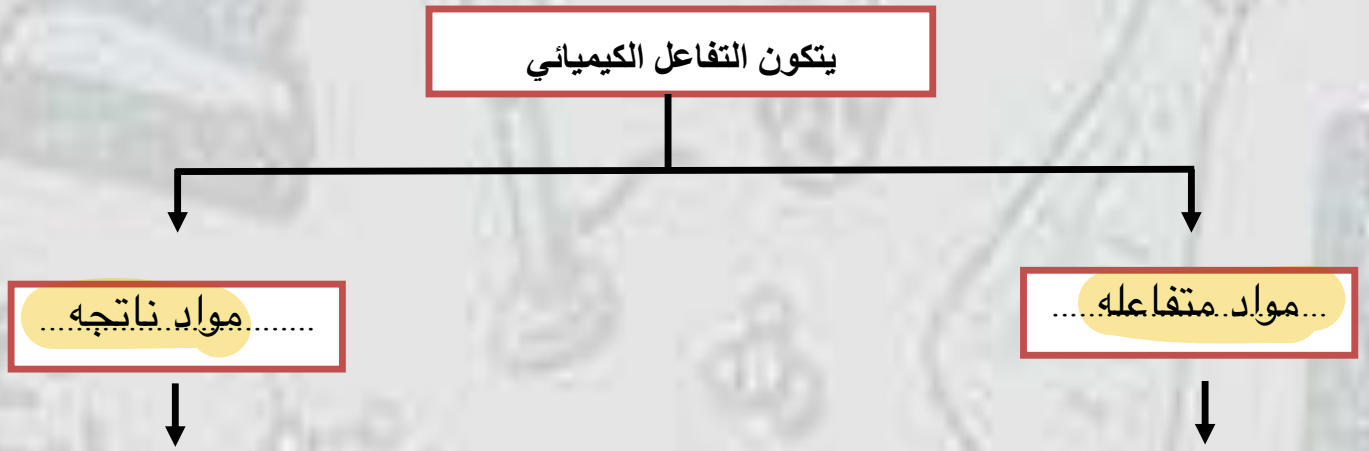 يتكون التفاعل الكيميائي
مواد متفاعله
مواد ناتجه